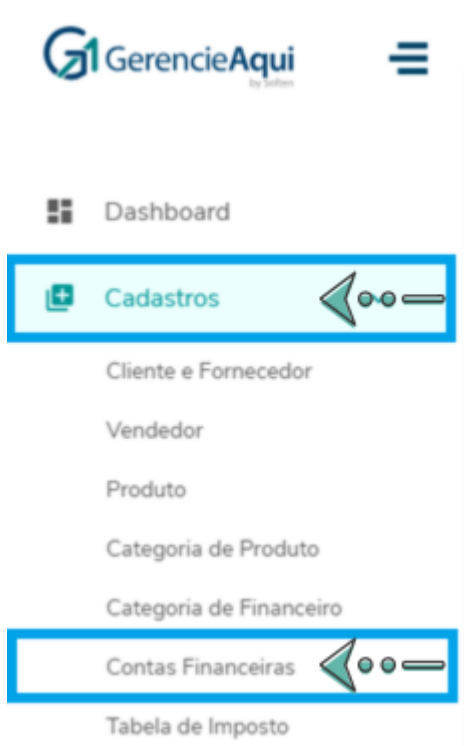 GerencieAqui
by Soften
Dashboard
Cadastros
Cliente e Fornecedor
Vendedor
Produto
Categoria de Produto
Categoria de Financeiro
Contas Financeiras
Tabela de Imposto